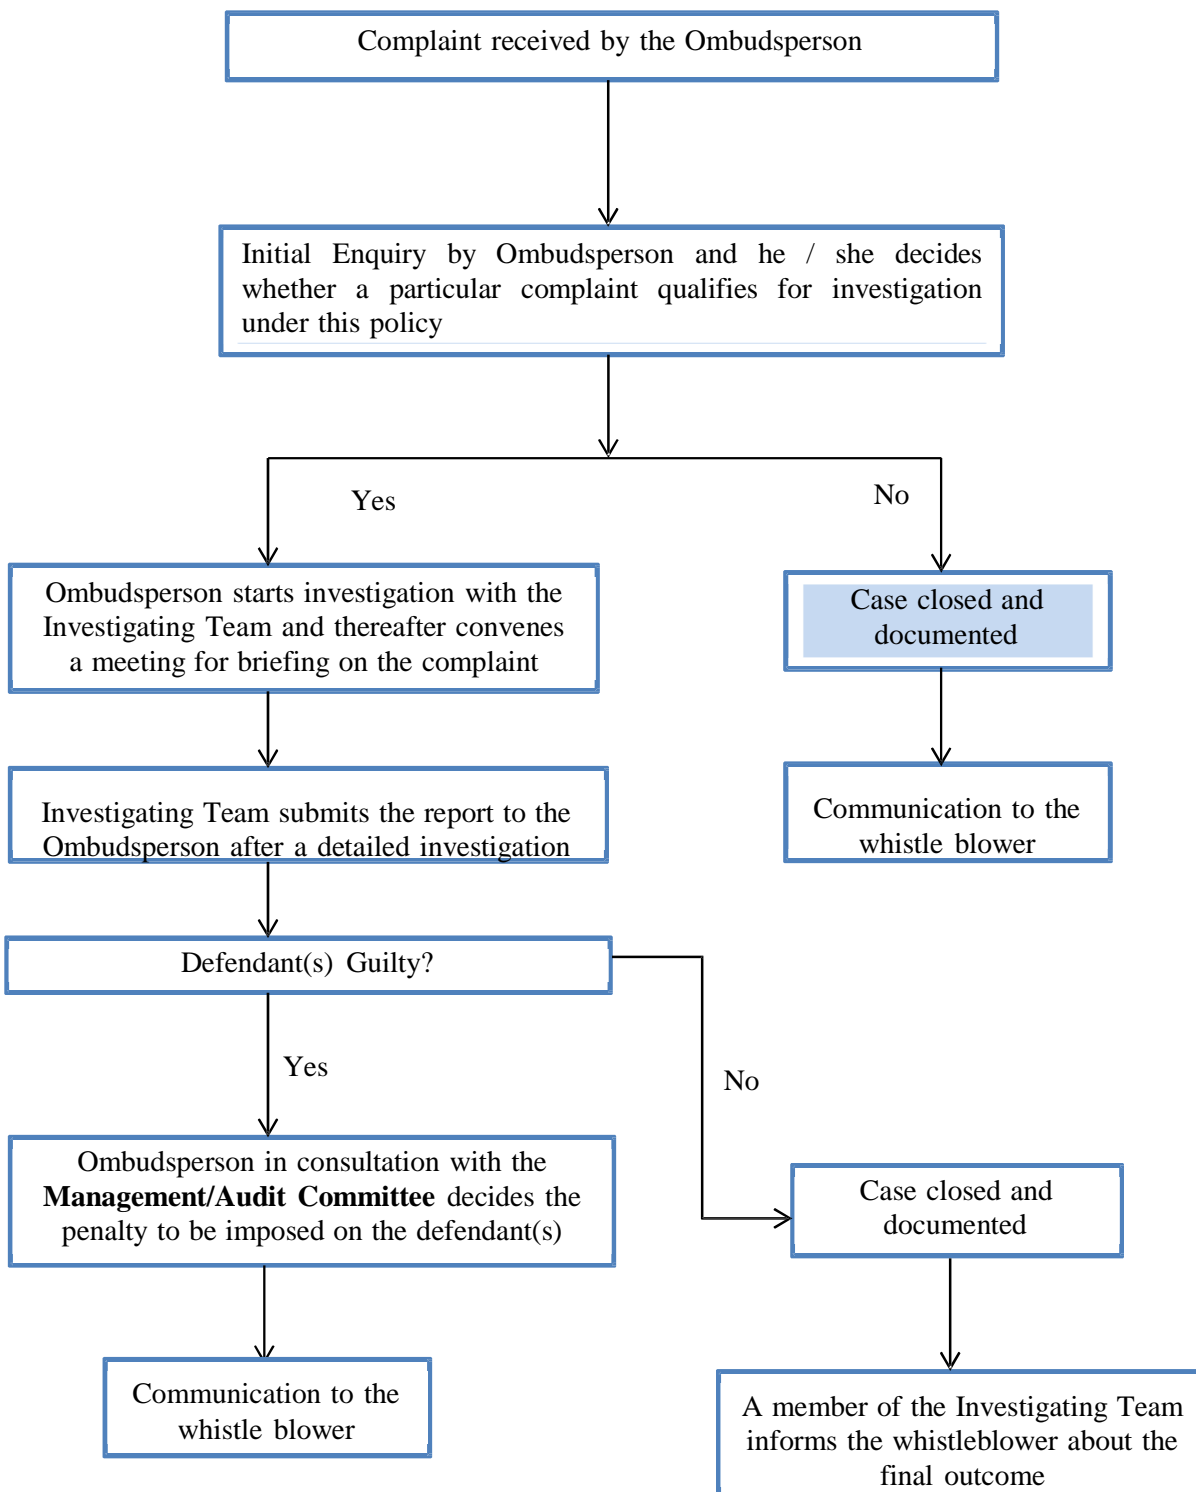 Complaint received by the Ombudsperson
Initial Enquiry by Ombudsperson and he / she decides
whether a particular complaint qualifies for investigation
under this policy
Yes
No
Ombudsperson starts investigation with the
Investigating Team and thereafter convenes
a meeting for briefing on the complaint
Case closed and
documented
Investigating Team submits the report to the
Ombudsperson after a detailed investigation
Communication to the
whistle blower
Defendant(s) Guilty?
Yes
No
Ombudsperson in consultation with the
Management/Audit Committee decides the
penalty to be imposed on the defendant(s)
Case closed and
documented
Communication to the
whistle blower
A member of the Investigating Team
informs the whistleblower about the
final outcome